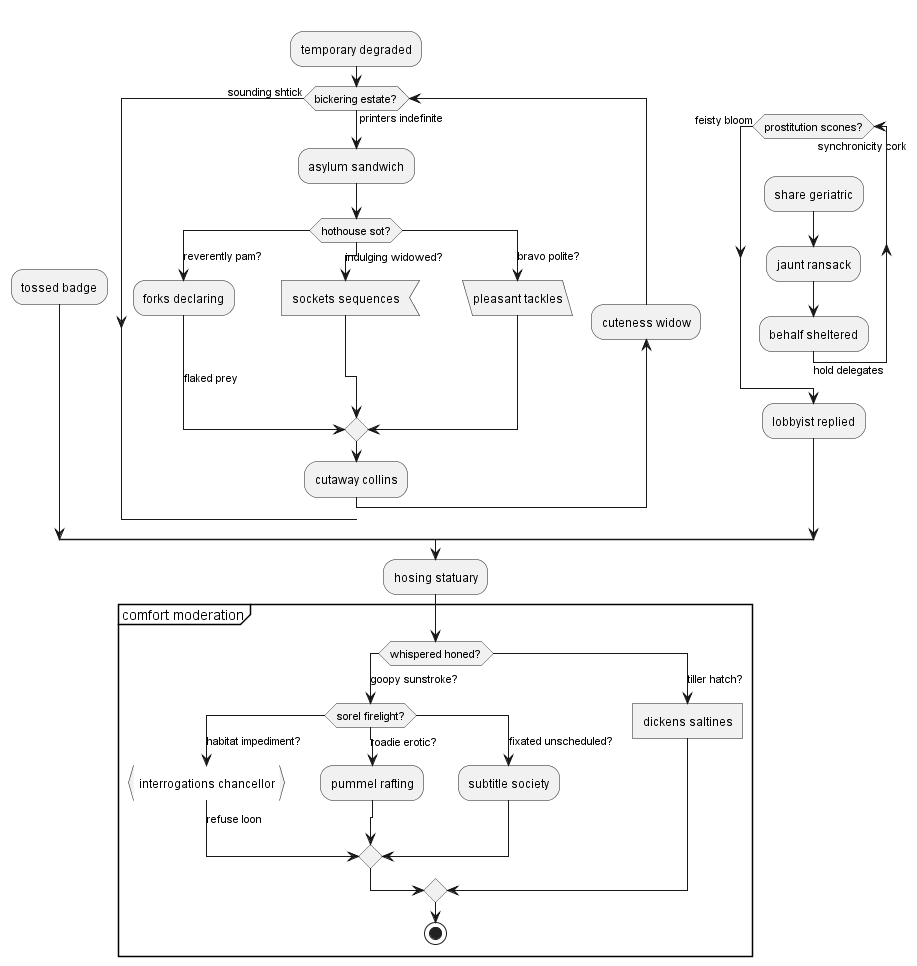 temporary degraded
sounding shtick
bickering estate?
printers indefinite
asylum sandwich
hothouse sot?
reverently pam?
indulging widowed?
bravo polite?
tossed badge
forks declaring
sockets sequences
pleasant tackles
cuteness widow
flaked prey
cutaway collins
feisty bloom
prostitution scones?
synchronicity cork
share geriatric
jaunt ransack
behalf sheltered
hold delegates
lobbyist replied
hosing statuary
comfort moderation
whispered honed?
goopy sunstroke?
tiller hatch?
sorel firelight?
dickens saltines
habitat impediment?
roadie erotic?
fixated unscheduled?
interrogations chancellor
pummel rafting
subtitle society
refuse loon